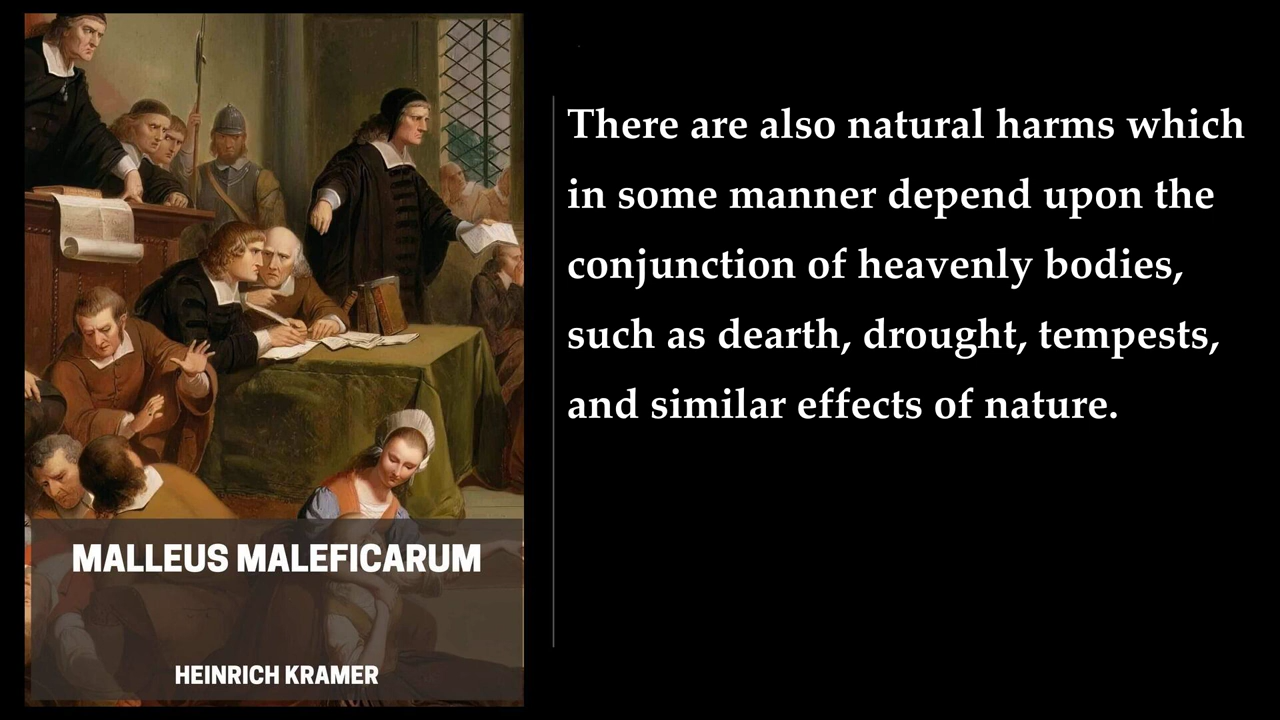 There are also natural harms which
in some manner depend upon the
conjunction of heavenly bodies,
such as dearth, drought, tempests,
and similar effects of nature.
MALLEUS MALEFICARUM
HEINRICH KRAMER